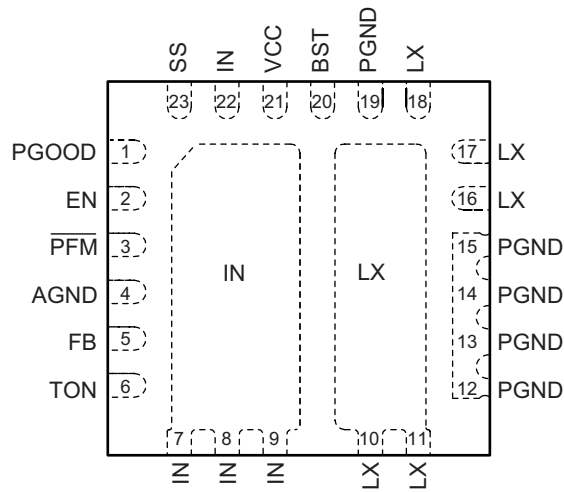 SS IN VCC BST PGND LX
23 22 21 20 19 18
PGOOD 1 17 LX
EN 2 16 LX
PFM 3 15 PGND
IN LX
AGND 4 14 PGND
FB 5 13 PGND
TON 6 12 PGND
7 8 9 10 11
IN IN IN LX LX